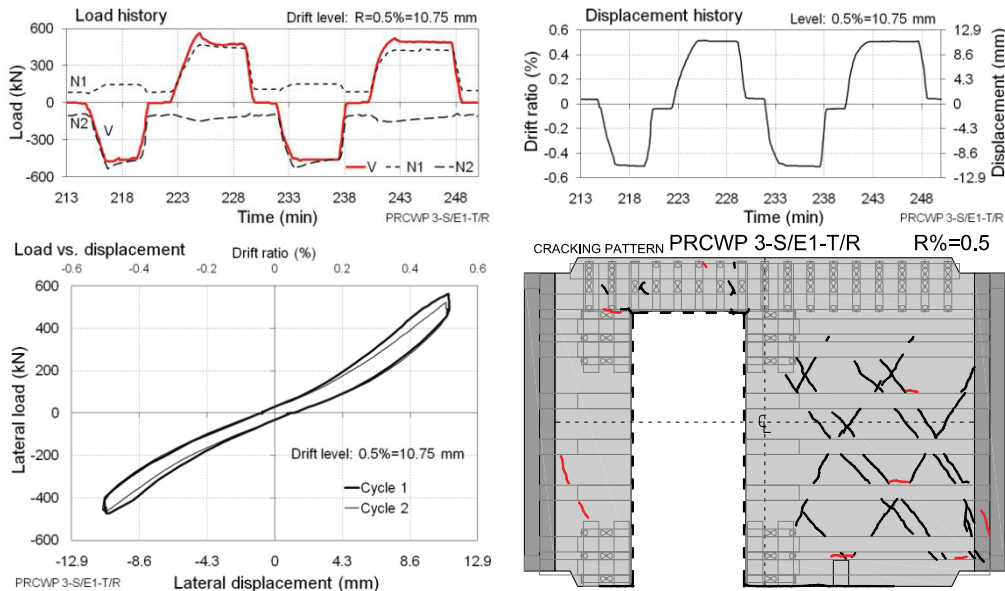 Load history
Drift level: R=0.5%=10.75 mm
Load (kN)
600
300
0
-300
-600
N1
N2
V
V N1 N2
213 218 223 228 233 238 243 248
Time (min)
PRCWP 3-S/E1-T/R
Displacement history
Level: 0.5%=10.75 mm
Drift ratio (%)
0.6
0.4
0.2
0
-0.2
-0.4
-0.6
12.9
8.6
4.3
0
-4.3
-8.6
-12.9
Displacement (mm)
213 218 223 228 233 238 243 248
Time (min)
PRCWP 3-S/E1-T/R
Load vs. displacement
Drift ratio (%)
-0.6 -0.4 -0.2 0 0.2 0.4 0.6
Lateral load (kN)
600
400
200
0
-200
-400
-600
Drift level: 0.5%=10.75 mm
Cycle 1
Cycle 2
-12.9 -8.6 -4.3 0 4.3 8.6 12.9
PRCWP 3-S/E1-T/R
Lateral displacement (mm)
CRACKING PATTERN PRCWP 3-S/E1-T/R R%=0.5
CL